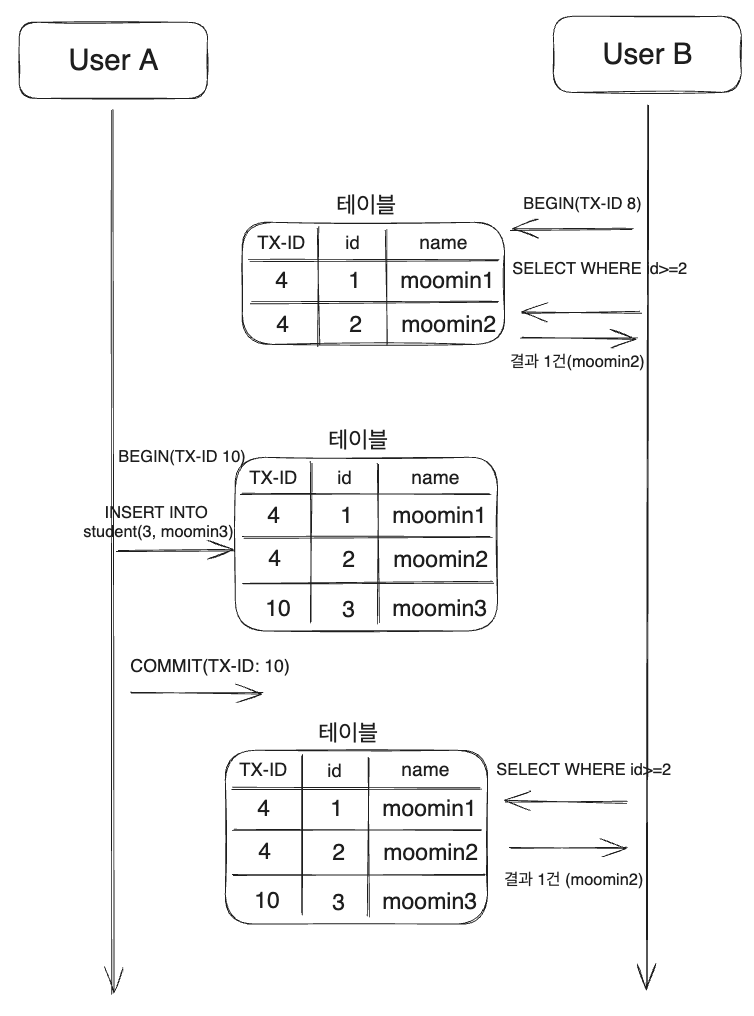 User A
User B
테이블
BEGIN(TX-ID 8)
TX-ID id name
4 1 moomin1
4 2 moomin2
SELECT WHERE id>=2
결과 1건(moomin2)
테이블
BEGIN(TX-ID 10)
TX-ID id name
4 1 moomin1
4 2 moomin2
10 3 moomin3
INSERT INTO
student(3, moomin3)
COMMIT(TX-ID: 10)
테이블
TX-ID id name
4 1 moomin1
4 2 moomin2
10 3 moomin3
SELECT WHERE id>=2
결과 1건 (moomin2)